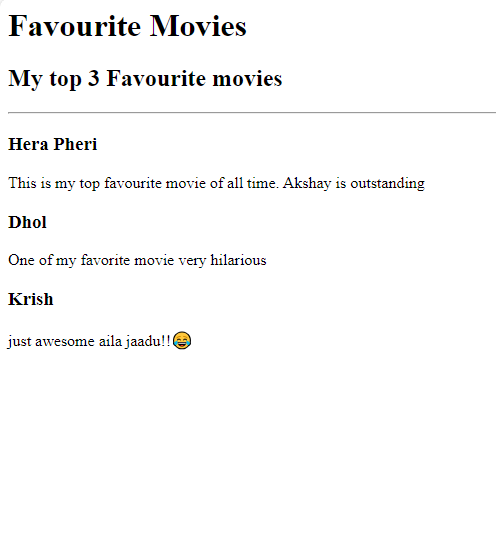 Favourite Movies
My top 3 Favourite movies
Hera Pheri
This is my top favourite movie of all time. Akshay is outstanding
Dhol
One of my favorite movie very hilarious
Krish
just awesome aila jaadu!!😂